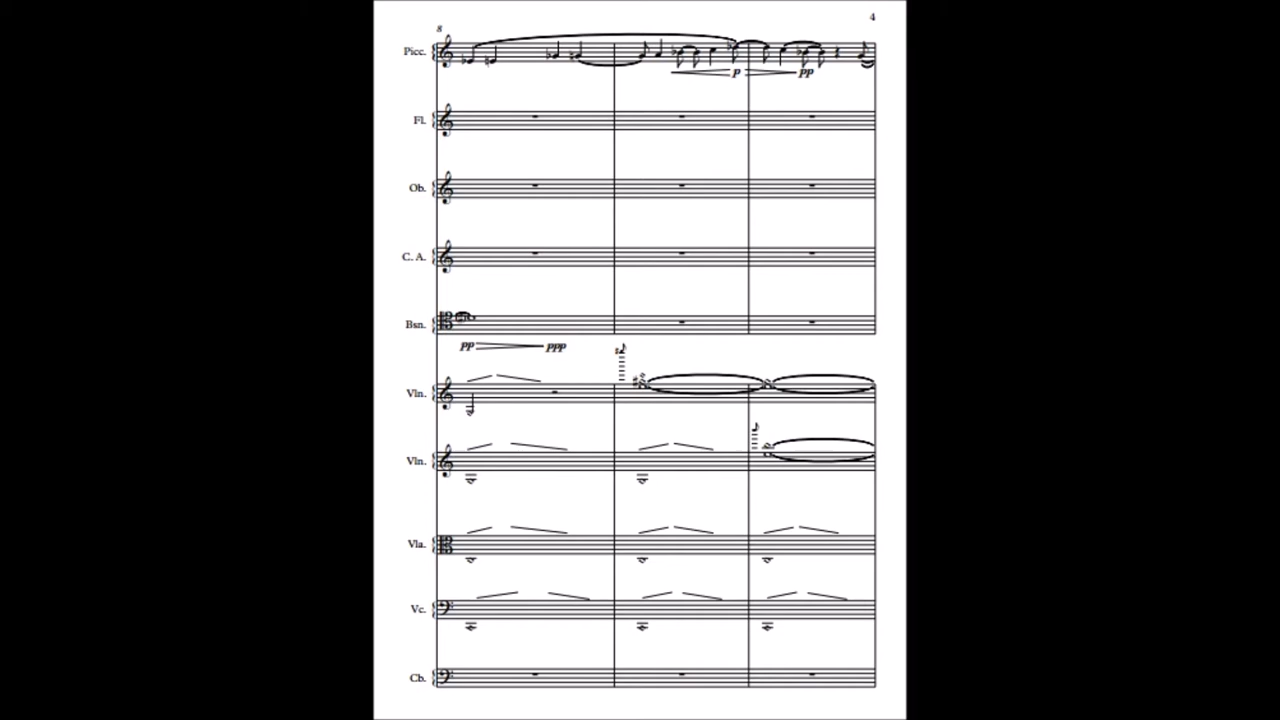 4
8
Picc.
p pp
Fl.
Ob.
C. A.
Bsn.
pp ppp
Vln.
Vln.
Vla.
Vc.
Cb.